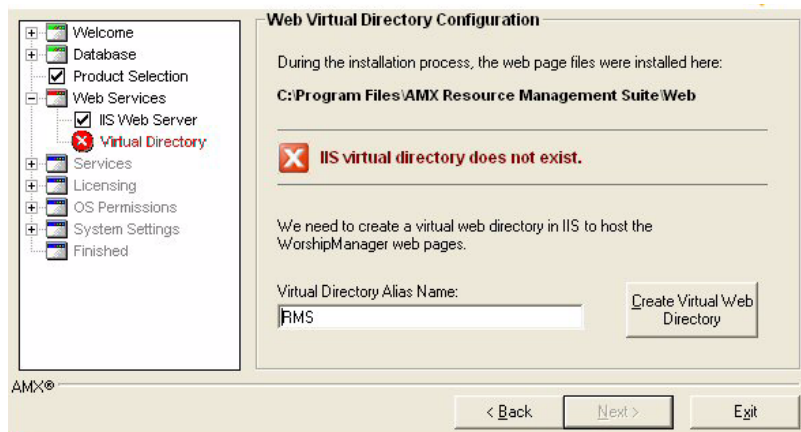 Welcome
Database
Product Selection
Web Services
IIS Web Server
Virtual Directory
Services
Licensing
OS Permissions
System Settings
Finished
Web Virtual Directory Configuration
During the installation process, the web page files were installed here:
C:\Program Files\AMX Resource Management Suite\Web
IIS virtual directory does not exist.
We need to create a virtual web directory in IIS to host the
WorshipManager web pages.
Virtual Directory Alias Name:
RMS
Create Virtual Web
Directory
AMX®
< Back
Next >
Exit